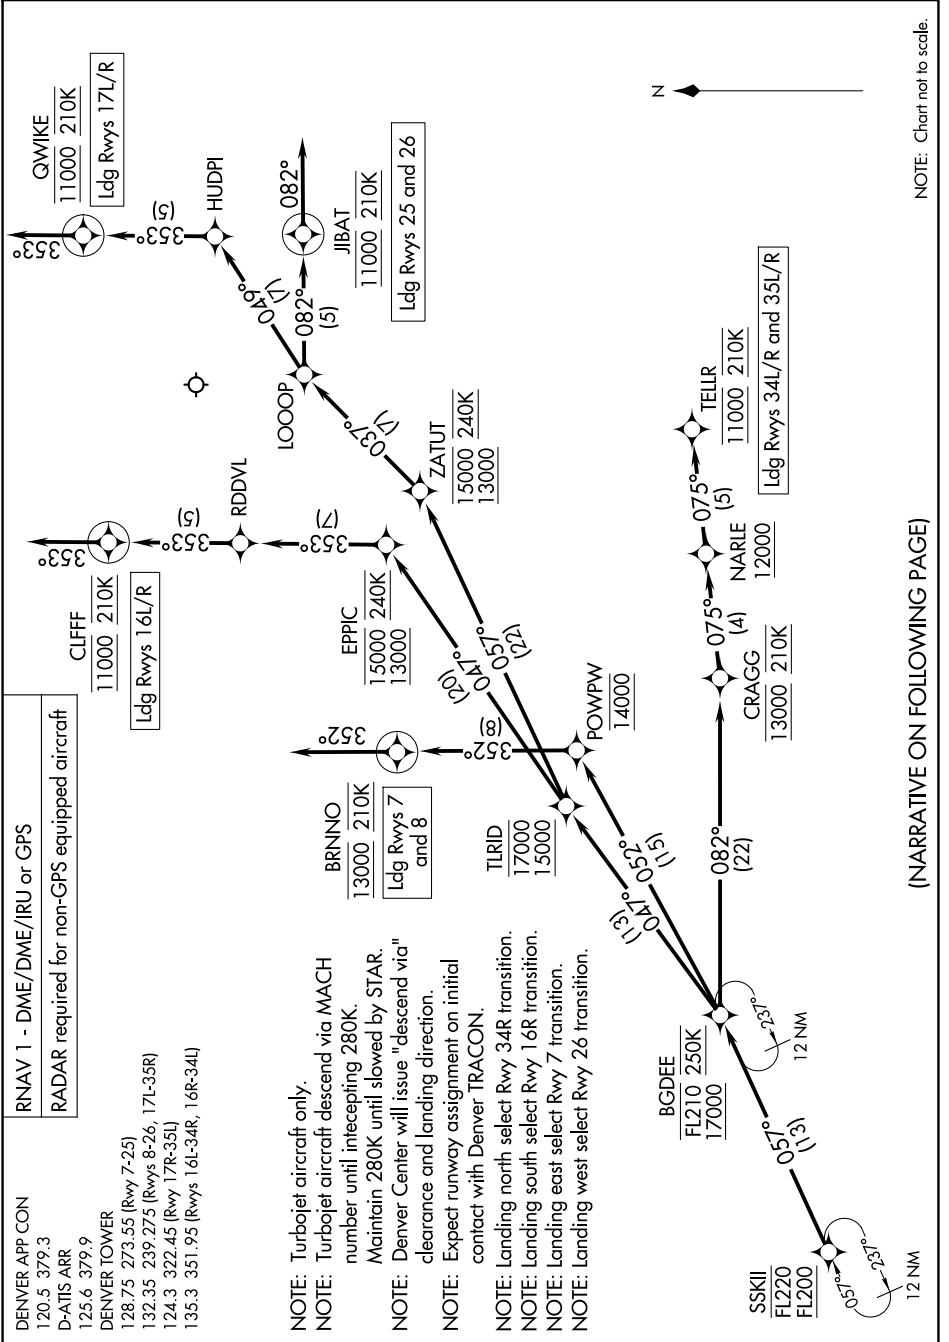 DENVER APP CON
120.5 379.3
D-ATIS ARR
125.6 379.9
DENVER TOWER
128.75 273.55 (Rwy 7-25)
132.35 239.275 (Rwys 8-26, 17L-35R)
124.3 322.45 (Rwy 17R-35L)
135.3 351.95 (Rwys 16L-34R, 16R-34L)
RNAV 1 - DME/DME/IRU or GPS
RADAR required for non-GPS equipped aircraft
NOTE: Turbojet aircraft only.
NOTE: Turbojet aircraft descend via MACH
number until intecepting 280K.
Maintain 280K until slowed by STAR.
NOTE: Denver Center will issue "descend via"
clearance and landing direction.
NOTE: Expect runway assignment on initial
contact with Denver TRACON.
NOTE: Landing north select Rwy 34R transition.
NOTE: Landing south select Rwy 16R transition.
NOTE: Landing east select Rwy 7 transition.
NOTE: Landing west select Rwy 26 transition.
SSKII
FL220
FL200
057°
237°
12 NM
057°
(13)
BGDEE
FL210 250K
17000
237°
12 NM
047°
(13)
052°
(15)
082°
(22)
TLRID
17000
15000
POWPW
14000
352°
(8)
BRNNO
13000 210K
Ldg Rwys 7
and 8
352°
047°
(20)
057°
(22)
EPPIC
15000 240K
13000
353°
(7)
RDDVL
353°
(5)
CLFFF
11000 210K
Ldg Rwys 16L/R
353°
ZATUT
15000 240K
13000
037°
(7)
LOOOP
049°
(7)
HUDPI
353°
(5)
QWIKE
11000 210K
Ldg Rwys 17L/R
353°
082°
(5)
JIBAT
11000 210K
Ldg Rwys 25 and 26
082°
CRAGG
13000 210K
075°
(4)
NARLE
12000
075°
(5)
TELLR
11000 210K
Ldg Rwys 34L/R and 35L/R
N
NOTE: Chart not to scale.
(NARRATIVE ON FOLLOWING PAGE)